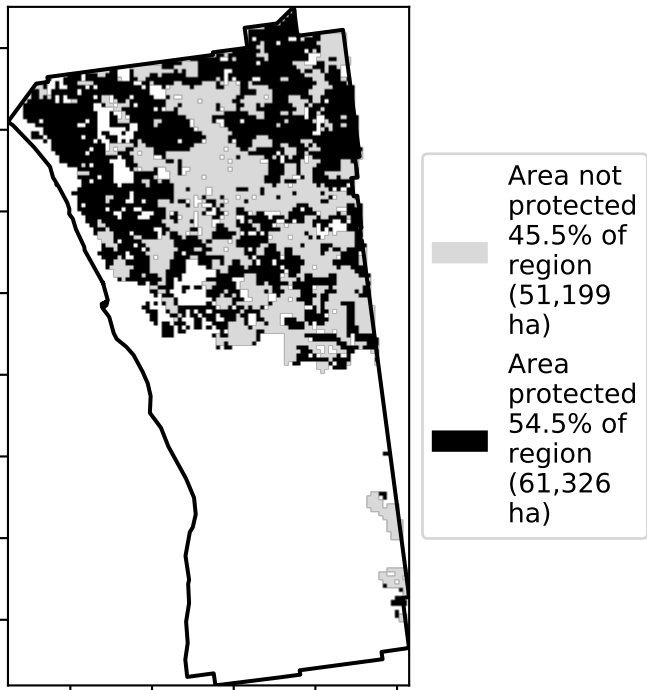 Area not
protected
45.5% of
region
(51,199
ha)
Area
protected
54.5% of
region
(61,326
ha)